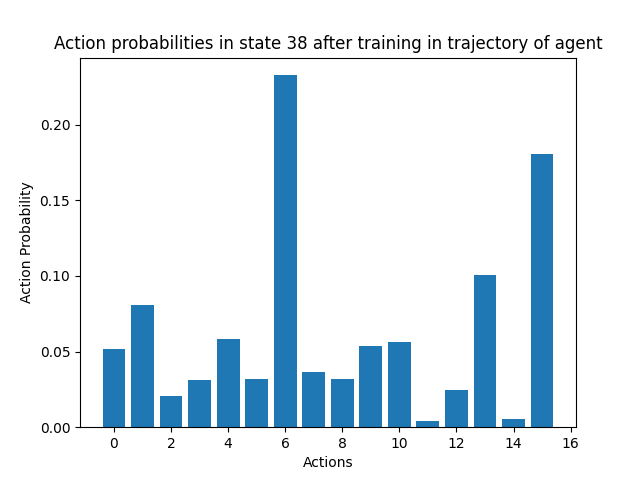 Action probabilities in state 38 after training in trajectory of agent
0.20
0.15
0.10
0.05
0.00
Action Probability
0 2 4 6 8 10 12 14 16
Actions